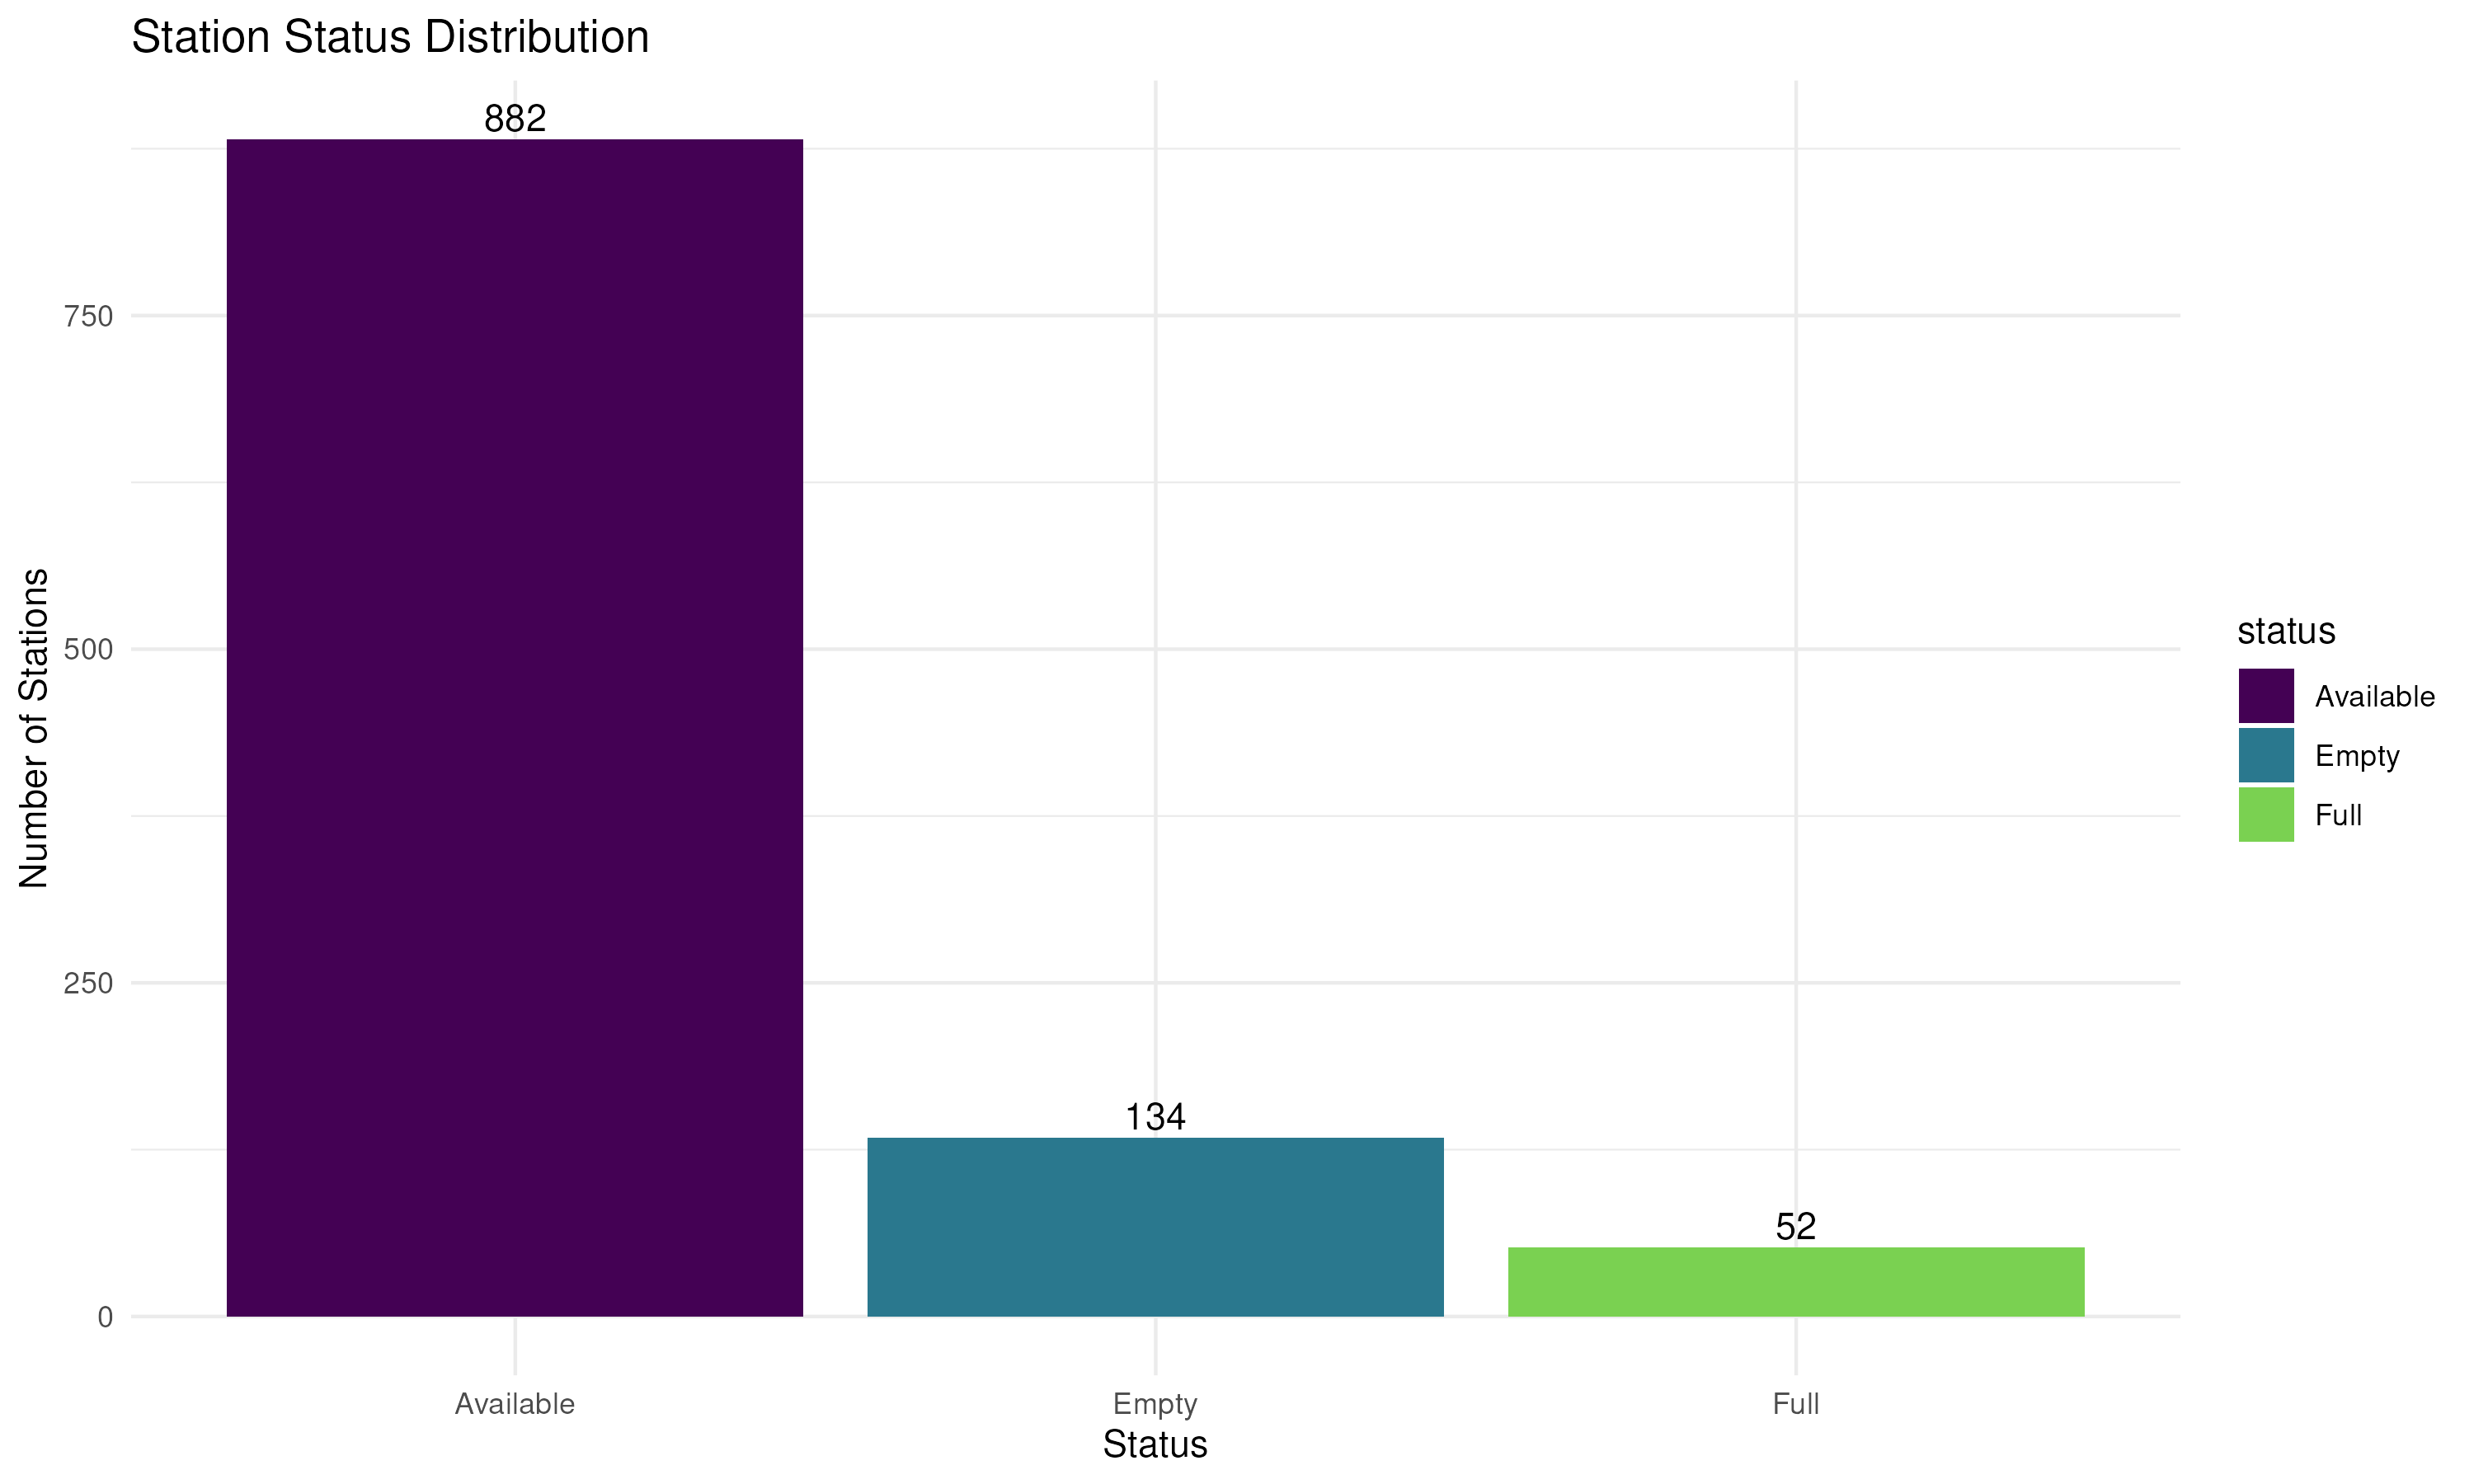 Station Status Distribution
882
750
500
250
0
134
52
Number of Stations
Available
Empty
Full
Status
status
Available
Empty
Full